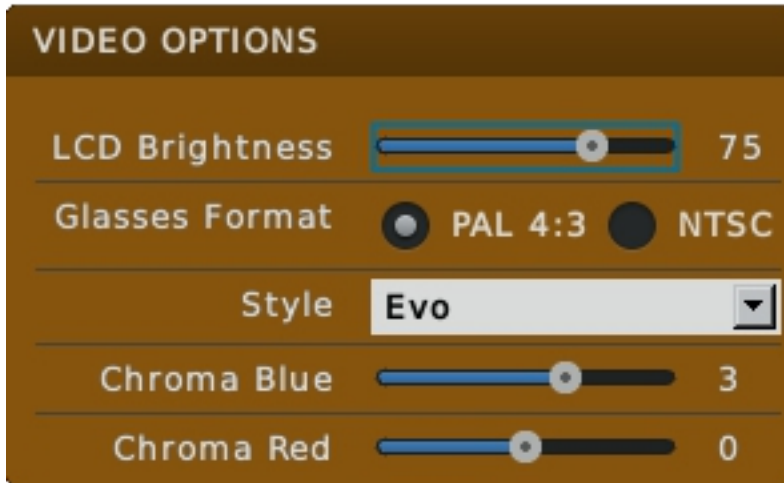 VIDEO OPTIONS
LCD Brightness 75
Glasses Format PAL 4:3 NTSC
Style Evo
Chroma Blue 3
Chroma Red 0